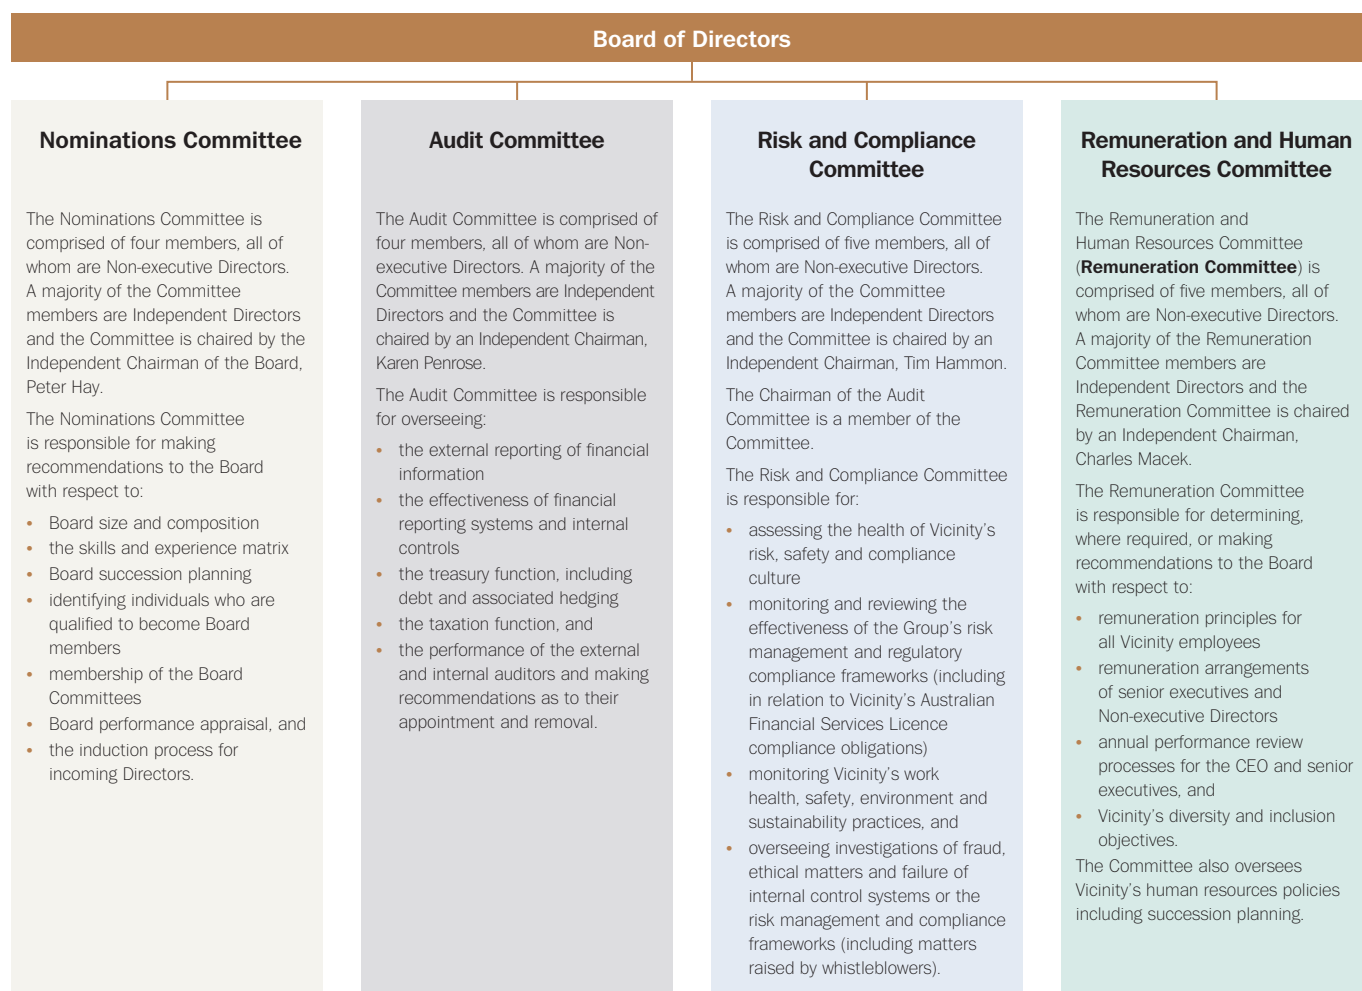 Board of Directors
Nominations Committee
The Nominations Committee is
comprised of four members, all of
whom are Non-executive Directors.
A majority of the Committee
members are Independent Directors
and the Committee is chaired by the
Independent Chairman of the Board,
Peter Hay.
The Nominations Committee
is responsible for making
recommendations to the Board
with respect to:
• Board size and composition
• the skills and experience matrix
• Board succession planning
• identifying individuals who are
qualified to become Board
members
• membership of the Board
Committees
• Board performance appraisal, and
• the induction process for
incoming Directors.
Audit Committee
The Audit Committee is comprised of
four members, all of whom are Non-
executive Directors. A majority of the
Committee members are Independent
Directors and the Committee is
chaired by an Independent Chairman,
Karen Penrose.
The Audit Committee is responsible
for overseeing:
• the external reporting of financial
information
• the effectiveness of financial
reporting systems and internal
controls
• the treasury function, including
debt and associated hedging
• the taxation function, and
• the performance of the external
and internal auditors and making
recommendations as to their
appointment and removal.
Risk and Compliance
Committee
The Risk and Compliance Committee
is comprised of five members, all of
whom are Non-executive Directors.
A majority of the Committee
members are Independent Directors
and the Committee is chaired by an
Independent Chairman, Tim Hammon.
The Chairman of the Audit
Committee is a member of the
Committee.
The Risk and Compliance Committee
is responsible for:
• assessing the health of Vicinity's
risk, safety and compliance
culture
• monitoring and reviewing the
effectiveness of the Group's risk
management and regulatory
compliance frameworks (including
in relation to Vicinity's Australian
Financial Services Licence
compliance obligations)
• monitoring Vicinity's work
health, safety, environment and
sustainability practices, and
• overseeing investigations of fraud,
ethical matters and failure of
internal control systems or the
risk management and compliance
frameworks (including matters
raised by whistleblowers).
Remuneration and Human
Resources Committee
The Remuneration and
Human Resources Committee
(Remuneration Committee) is
comprised of five members, all of
whom are Non-executive Directors.
A majority of the Remuneration
Committee members are
Independent Directors and the
Remuneration Committee is chaired
by an Independent Chairman,
Charles Macek.
The Remuneration Committee
is responsible for determining,
where required, or making
recommendations to the Board
with respect to:
• remuneration principles for
all Vicinity employees
• remuneration arrangements
of senior executives and
Non-executive Directors
• annual performance review
processes for the CEO and senior
executives, and
• Vicinity's diversity and inclusion
objectives.
The Committee also oversees
Vicinity's human resources policies
including succession planning.